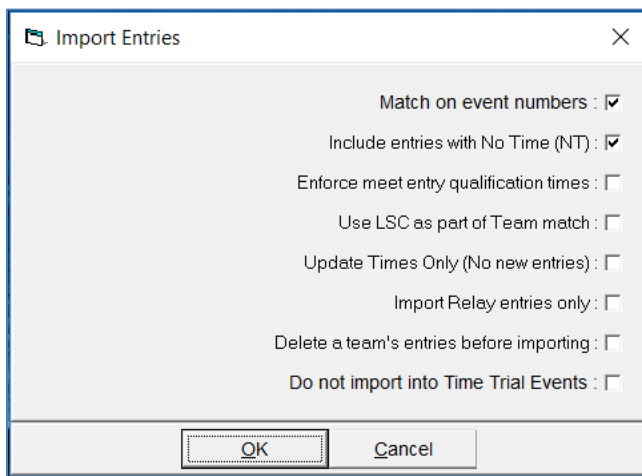 Import Entries
Match on event numbers :
Include entries with No Time (NT) :
Enforce meet entry qualification times :
Use LSC as part of Team match :
Update Times Only (No new entries) :
Import Relay entries only :
Delete a team's entries before importing :
Do not import into Time Trial Events :
OK Cancel